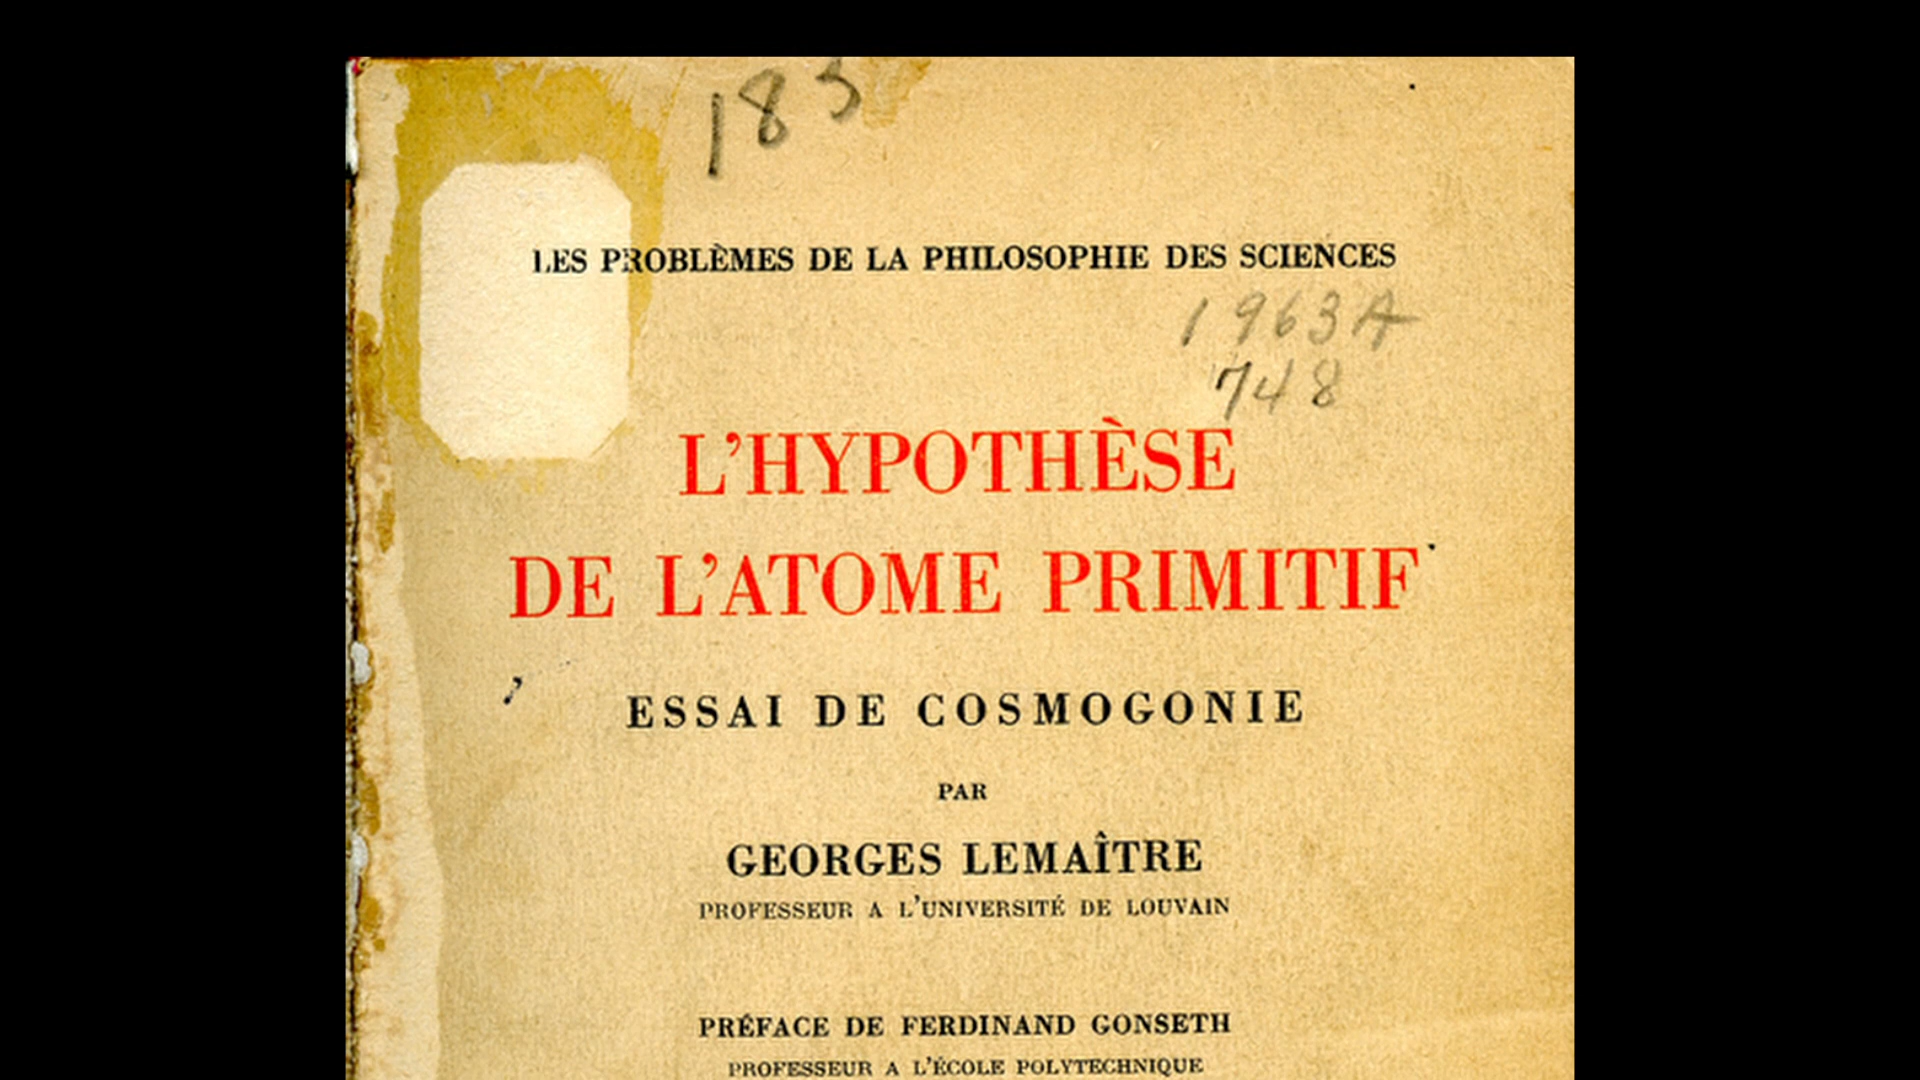 183
LES PROBLÈMES DE LA PHILOSOPHIE DES SCIENCES
1963A
748
L'HYPOTHÈSE
DE L'ATOME PRIMITIF
ESSAI DE COSMOGONIE
PAR
GEORGES LEMAÎTRE
PROFESSEUR A L'UNIVERSITÉ DE LOUVAIN
PRÉFACE DE FERDINAND GONSETH
PROFESSEUR A L'ÉCOLE POLYTECHNIQUE